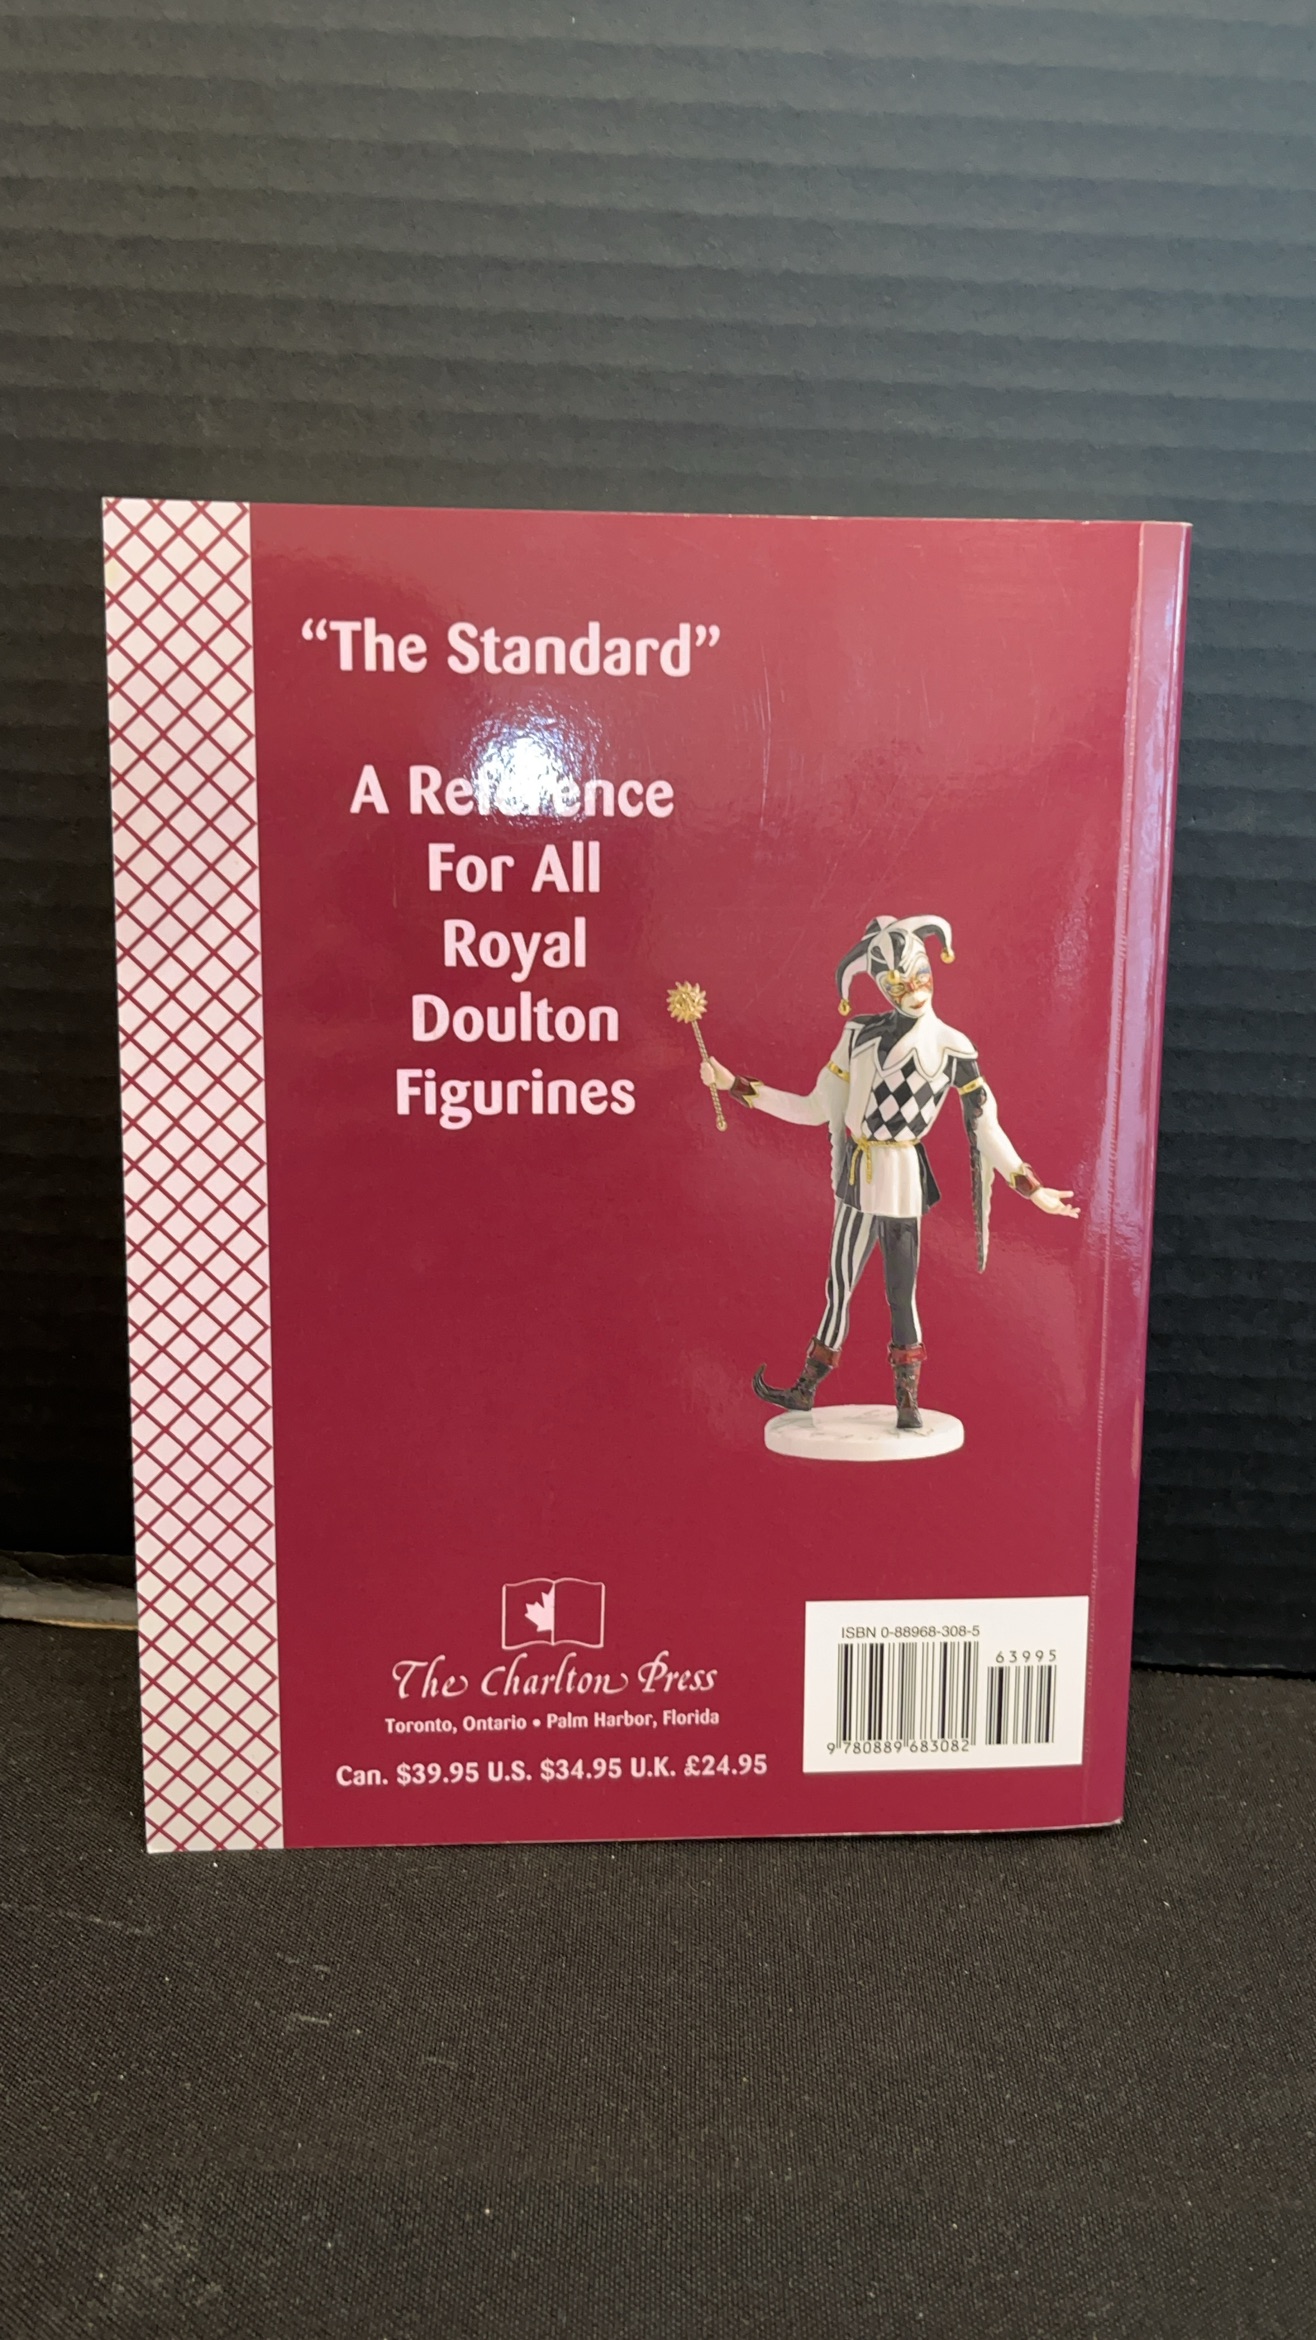 “The Standard”
A Reference
For All
Royal
Doulton
Figurines
The Charlton Press
Toronto, Ontario • Palm Harbor, Florida
Can. $39.95 U.S. $34.95 U.K. £24.95
ISBN 0-88968-308-5
63995
9 780889 683082